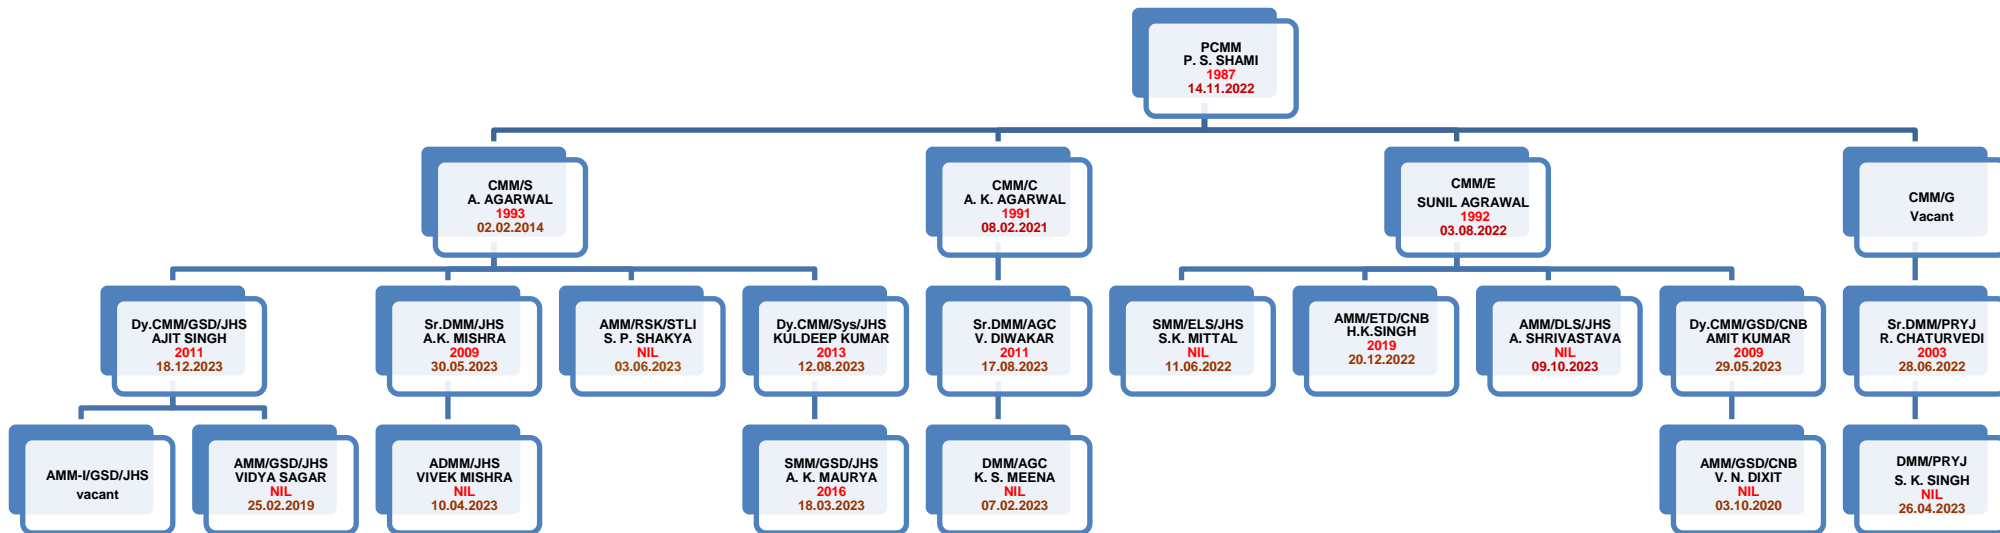 PCMM
P. S. SHAMI
1987
14.11.2022
CMM/S
A. AGARWAL
1993
02.02.2014
CMM/C
A. K. AGARWAL
1991
08.02.2021
CMM/E
SUNIL AGRAWAL
1992
03.08.2022
CMM/G
Vacant
Dy.CMM/GSD/JHS
AJIT SINGH
2011
18.12.2023
Sr.DMM/JHS
A.K. MISHRA
2009
30.05.2023
AMM/RSK/STLI
S. P. SHAKYA
NIL
03.06.2023
Dy.CMM/Sys/JHS
KULDEEP KUMAR
2013
12.08.2023
Sr.DMM/AGC
V. DIWAKAR
2011
17.08.2023
SMM/ELS/JHS
S.K. MITTAL
NIL
11.06.2022
AMM/ETD/CNB
H.K.SINGH
2019
20.12.2022
AMM/DLS/JHS
A. SHRIVASTAVA
NIL
09.10.2023
Dy.CMM/GSD/CNB
AMIT KUMAR
2009
29.05.2023
Sr.DMM/PRYJ
R. CHATURVEDI
2003
28.06.2022
AMM-I/GSD/JHS
vacant
AMM/GSD/JHS
VIDYA SAGAR
NIL
25.02.2019
ADMM/JHS
VIVEK MISHRA
NIL
10.04.2023
SMM/GSD/JHS
A. K. MAURYA
2016
18.03.2023
DMM/AGC
K. S. MEENA
NIL
07.02.2023
AMM/GSD/CNB
V. N. DIXIT
NIL
03.10.2020
DMM/PRYJ
S. K. SINGH
NIL
26.04.2023